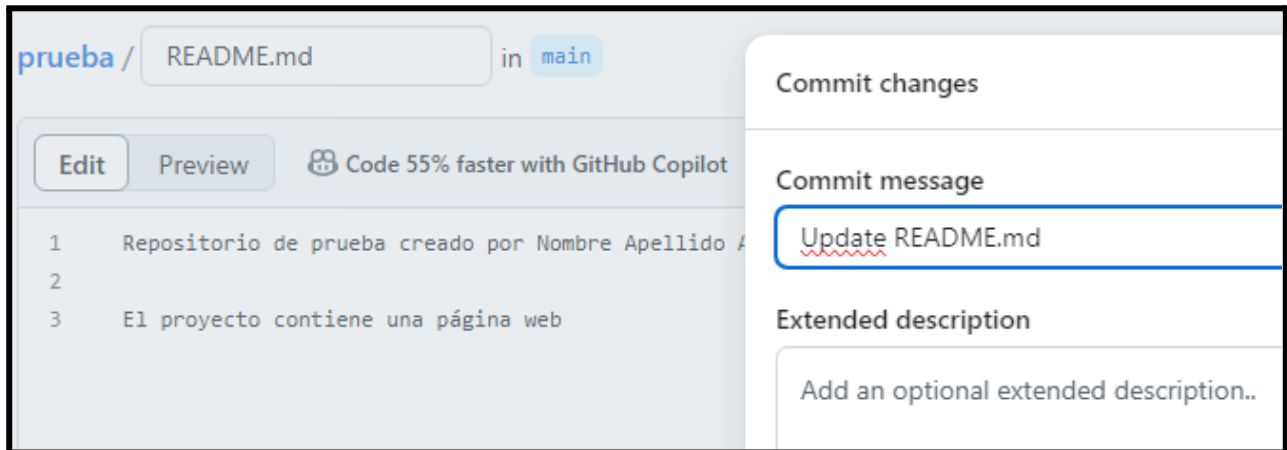 prueba / README.md in main
Edit Preview Code 55% faster with GitHub Copilot
1 Repositorio de prueba creado por Nombre Apellido
2
3 El proyecto contiene una página web
Commit changes
Commit message
Update README.md
Extended description
Add an optional extended description..